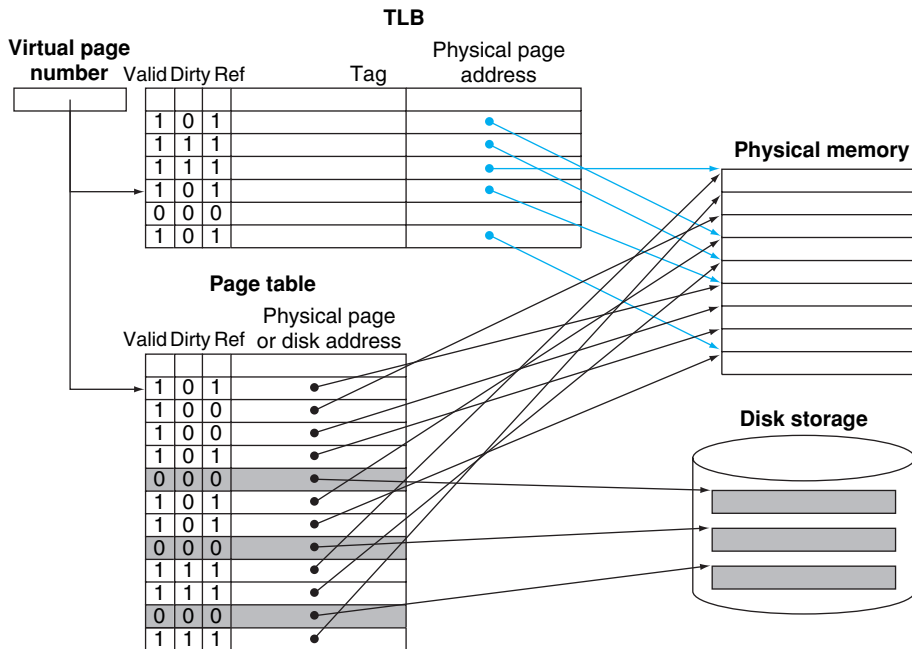 TLB
Virtual page
number
Valid Dirty Ref
Tag
Physical page
address
1 0 1
1 1 1
1 1 1
1 0 1
0 0 0
1 0 1
Physical memory
Page table
Valid Dirty Ref
Physical page
or disk address
1 0 1
1 0 0
1 0 0
1 0 1
0 0 0
1 0 1
1 0 1
0 0 0
1 1 1
1 1 1
0 0 0
1 1 1
Disk storage